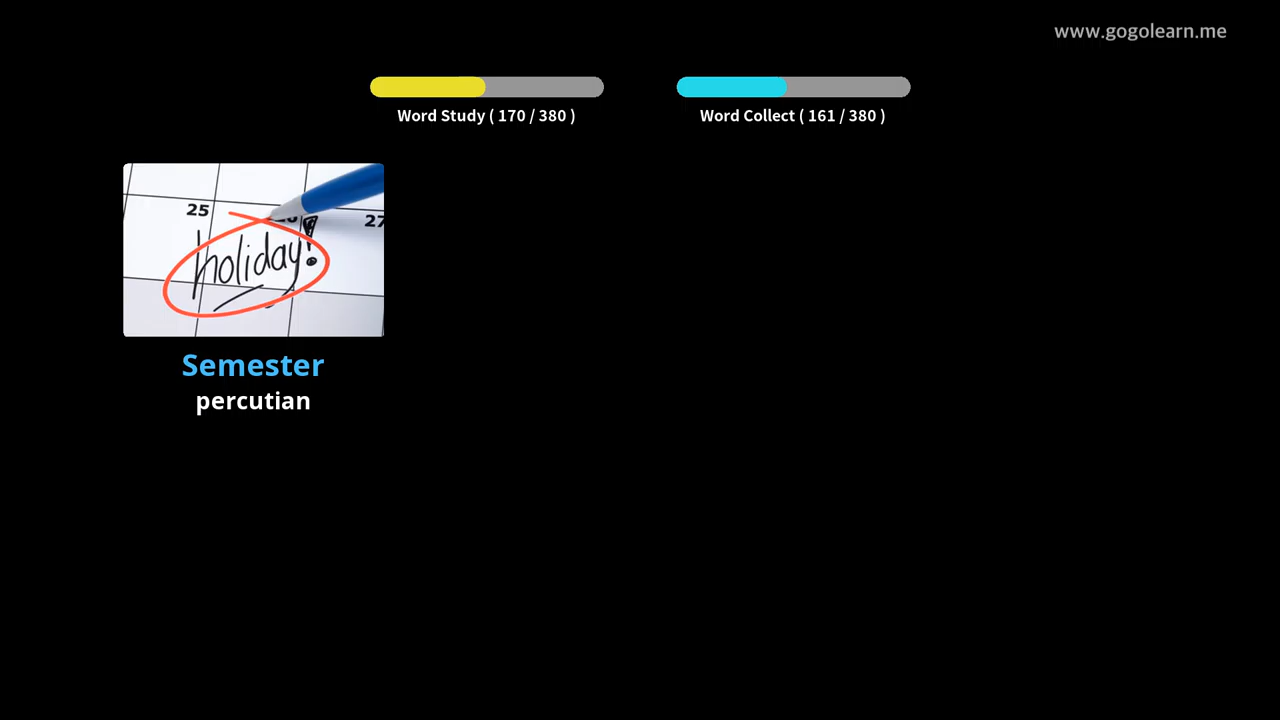 www.gogolearn.me
Word Study ( 170 / 380 )
Word Collect ( 161 / 380 )
25
27
holiday!
Semester
percutian